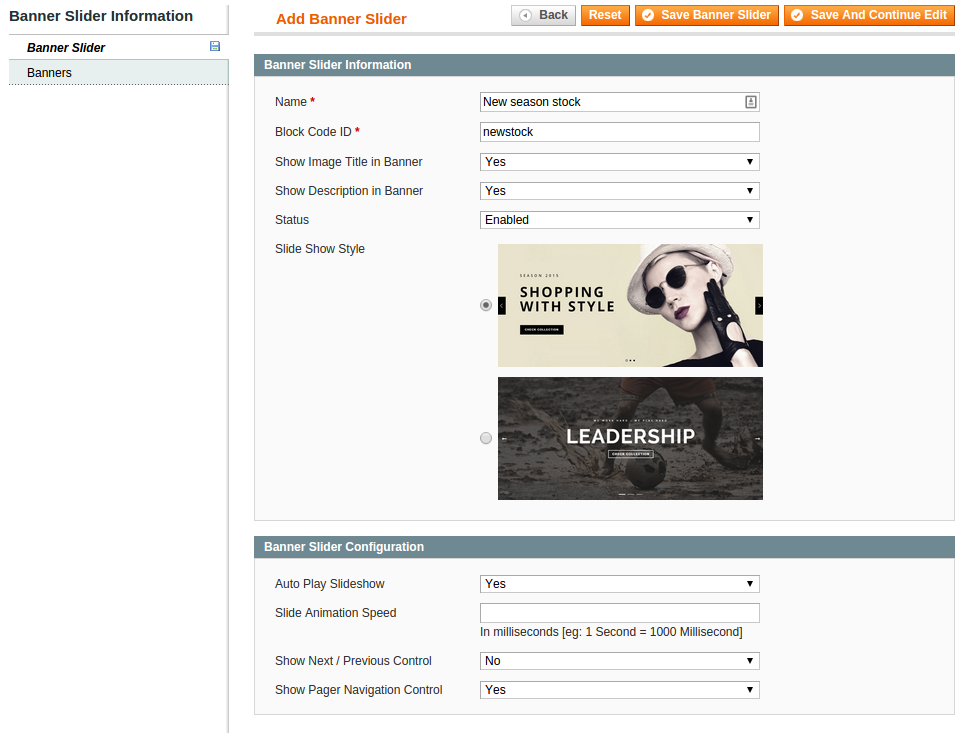 Banner Slider Information
Banner Slider
Banners
Add Banner Slider
Back
Reset
Save Banner Slider
Save And Continue Edit
Banner Slider Information
Name *
New season stock
Block Code ID *
newstock
Show Image Title in Banner
Yes
Show Description in Banner
Yes
Status
Enabled
Slide Show Style
SEASON 2015
SHOPPING
WITH STYLE
CHECK COLLECTION
LEADERSHIP
CHECK COLLECTION
Banner Slider Configuration
Auto Play Slideshow
Yes
Slide Animation Speed
In milliseconds [eg: 1 Second = 1000 Millisecond]
Show Next / Previous Control
No
Show Pager Navigation Control
Yes